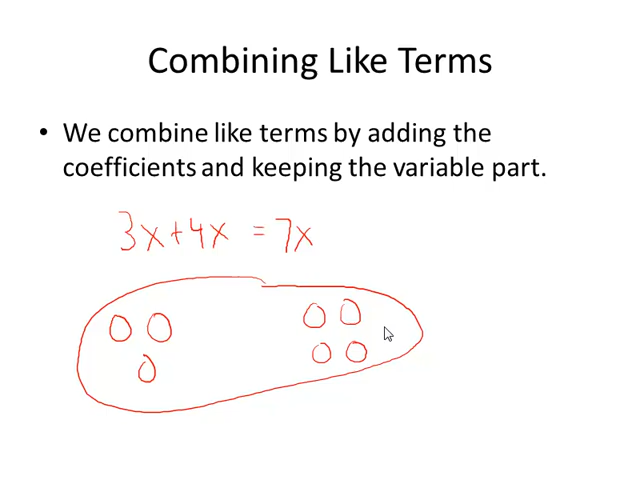 Combining Like Terms
• We combine like terms by adding the
coefficients and keeping the variable part.
3x+4x = 7x